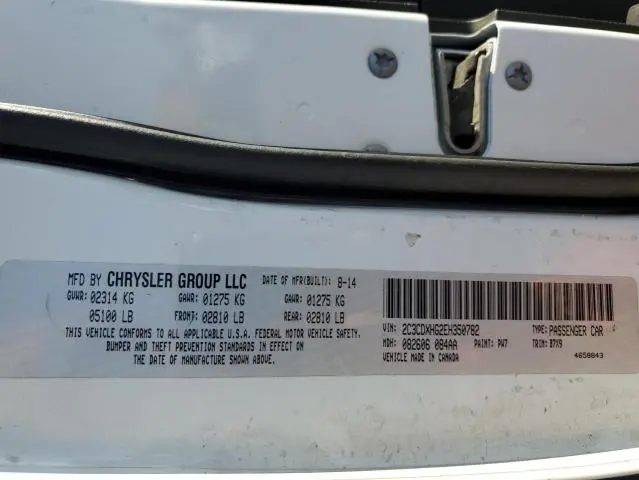 MFD BY CHRYSLER GROUP LLC DATE OF MFR(BUILT): 8-14
GVWR: 02314 KG GAWR: 01275 KG GAWR: 01275 KG
05100 LB FRONT: 02810 LB REAR: 02810 LB
THIS VEHICLE CONFORMS TO ALL APPLICABLE U.S.A. FEDERAL MOTOR VEHICLE SAFETY,
BUMPER AND THEFT PREVENTION STANDARDS IN EFFECT ON
THE DATE OF MANUFACTURE SHOWN ABOVE.
VIN: 2C3CDXHG2EH350782 TYPE: PASSENGER CAR
MDH: 082606 084AA PAINT: PW7 TRIM: B7X9
VEHICLE MADE IN CANADA 4658843